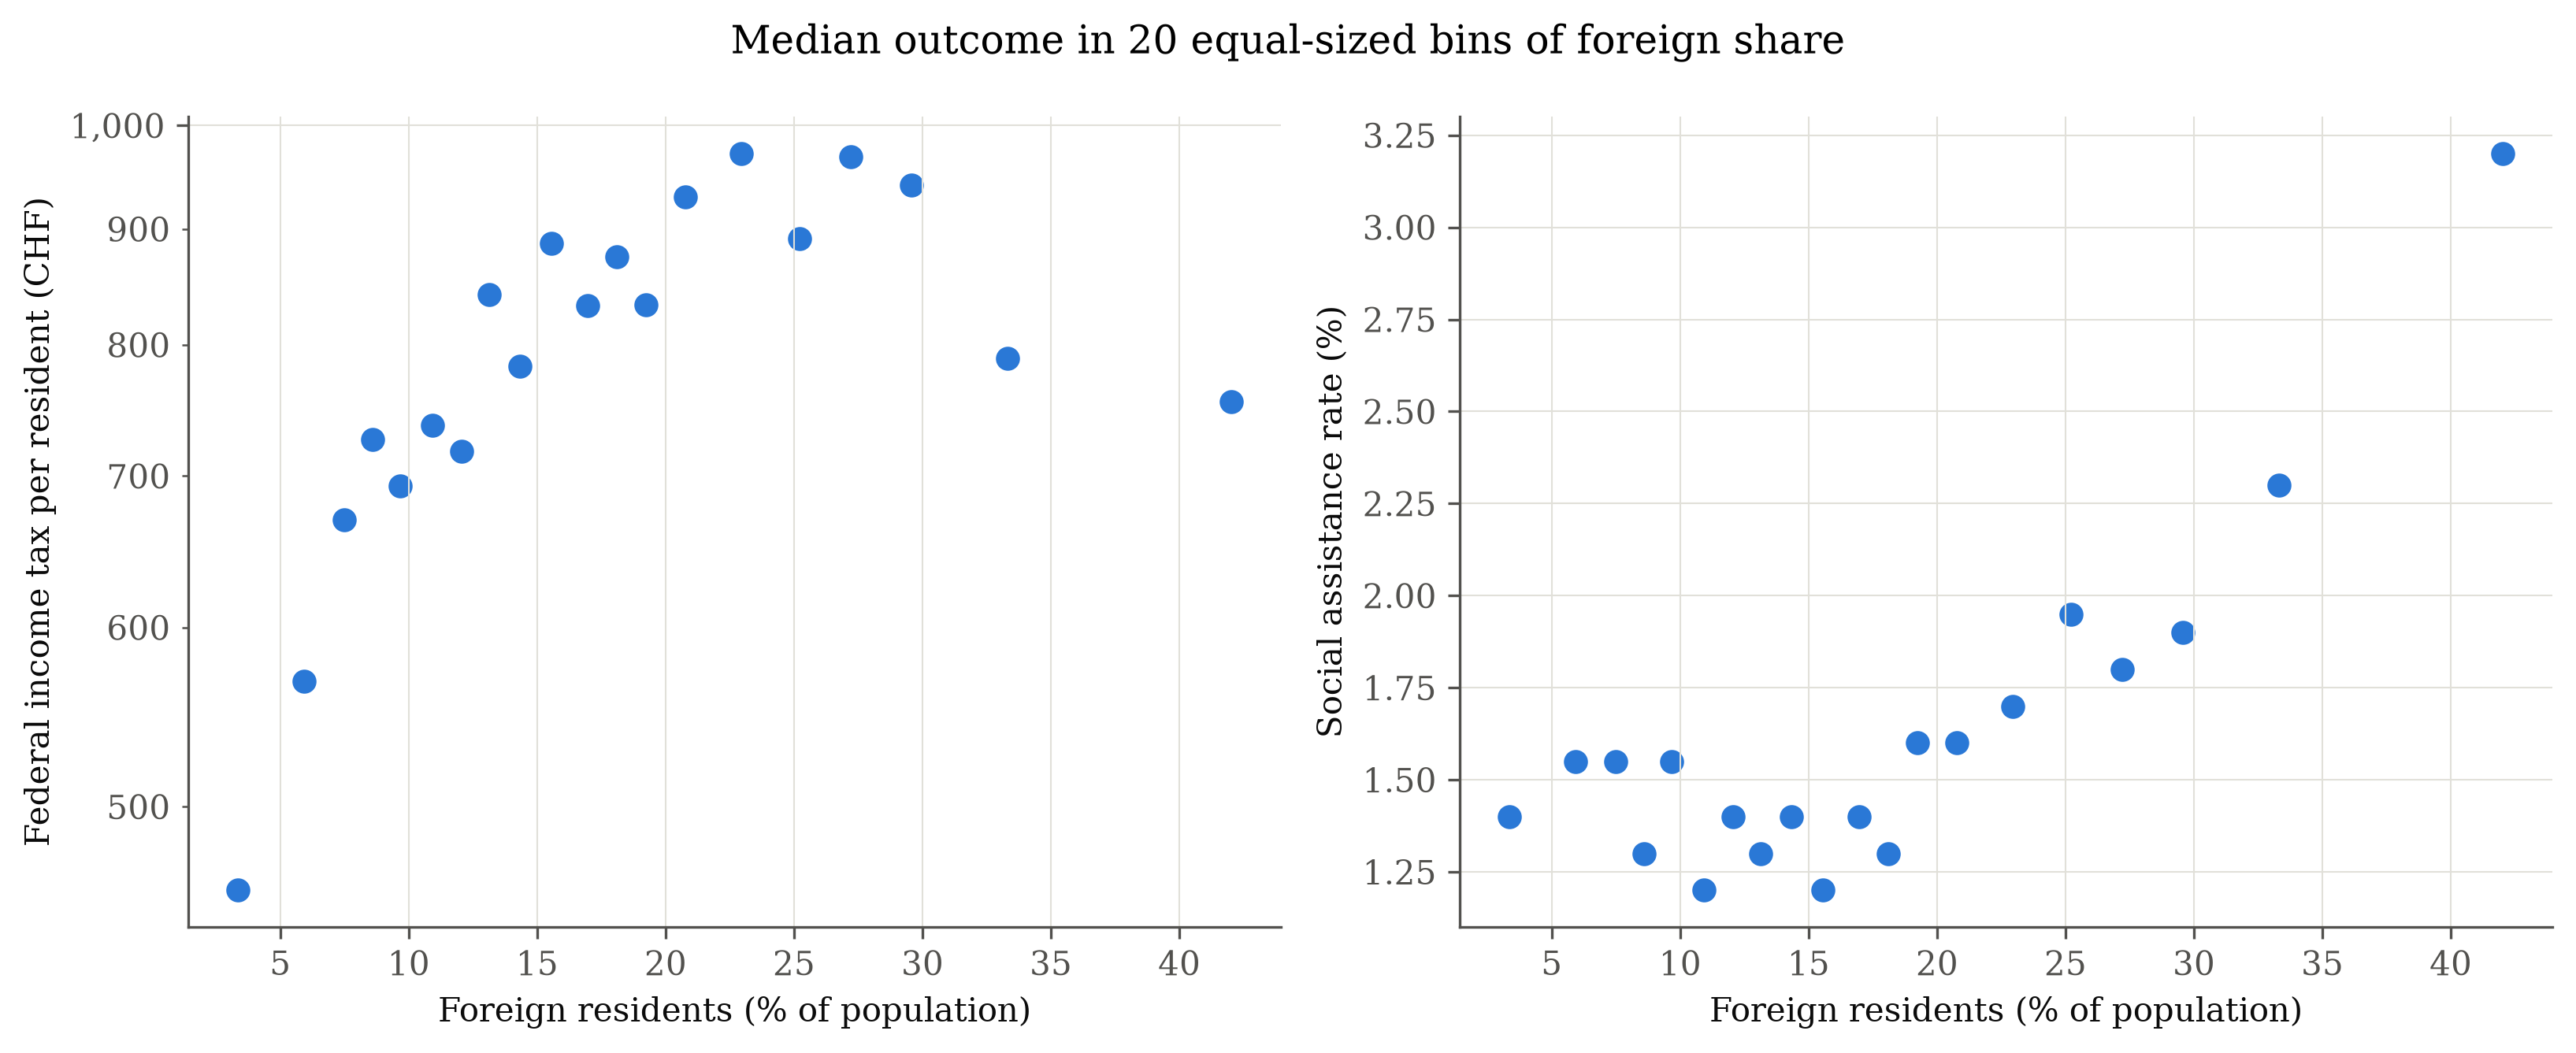 Median outcome in 20 equal-sized bins of foreign share
Federal income tax per resident (CHF)
1,000
900
800
700
600
500
5 10 15 20 25 30 35 40
Foreign residents (% of population)
Social assistance rate (%)
3.25
3.00
2.75
2.50
2.25
2.00
1.75
1.50
1.25
5 10 15 20 25 30 35 40
Foreign residents (% of population)